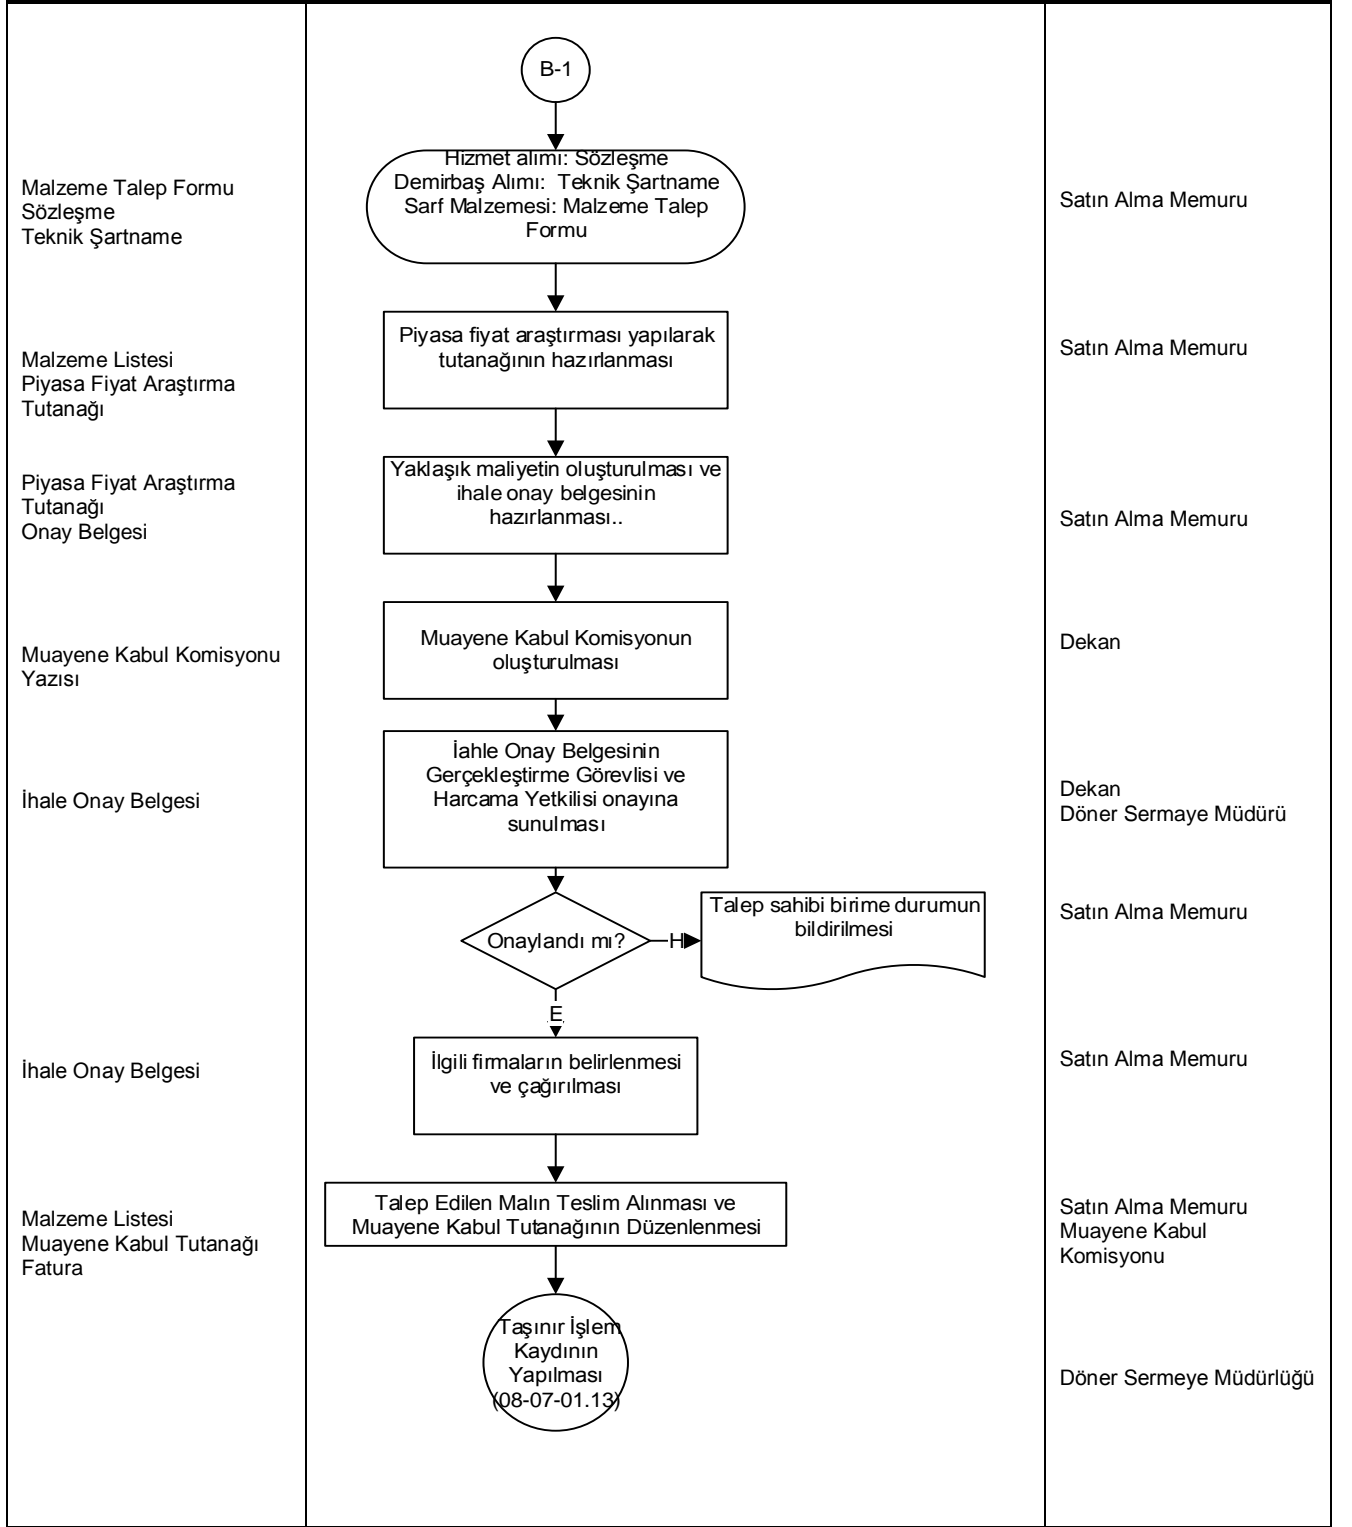 B-1
Malzeme Talep Formu
Sözleşme
Teknik Şartname
Hizmet alımı: Sözleşme
Demirbaş Alımı:  Teknik Şartname
Sarf Malzemesi: Malzeme Talep
Formu
Satın Alma Memuru
Malzeme Listesi
Piyasa Fiyat Araştırma
Tutanağı
Piyasa fiyat araştırması yapılarak
tutanağının hazırlanması
Satın Alma Memuru
Piyasa Fiyat Araştırma
Tutanağı
Onay Belgesi
Yaklaşık maliyetin oluşturulması ve
ihale onay belgesinin
hazırlanması..
Satın Alma Memuru
Muayene Kabul Komisyonu
Yazısı
Muayene Kabul Komisyonun
oluşturulması
Dekan
İhale Onay Belgesi
İahle Onay Belgesinin
Gerçekleştirme Görevlisi ve
Harcama Yetkilisi onayına
sunulması
Dekan
Döner Sermaye Müdürü
Onaylandı mı?
H
Talep sahibi birime durumun
bildirilmesi
Satın Alma Memuru
E
İhale Onay Belgesi
İlgili firmaların belirlenmesi
ve çağırılması
Satın Alma Memuru
Malzeme Listesi
Muayene Kabul Tutanağı
Fatura
Talep Edilen Malın Teslim Alınması ve
Muayene Kabul Tutanağının Düzenlenmesi
Satın Alma Memuru
Muayene Kabul
Komisyonu
Taşınır İşlem
Kaydının
Yapılması
(08-07-01.13)
Döner Sermeye Müdürlüğü